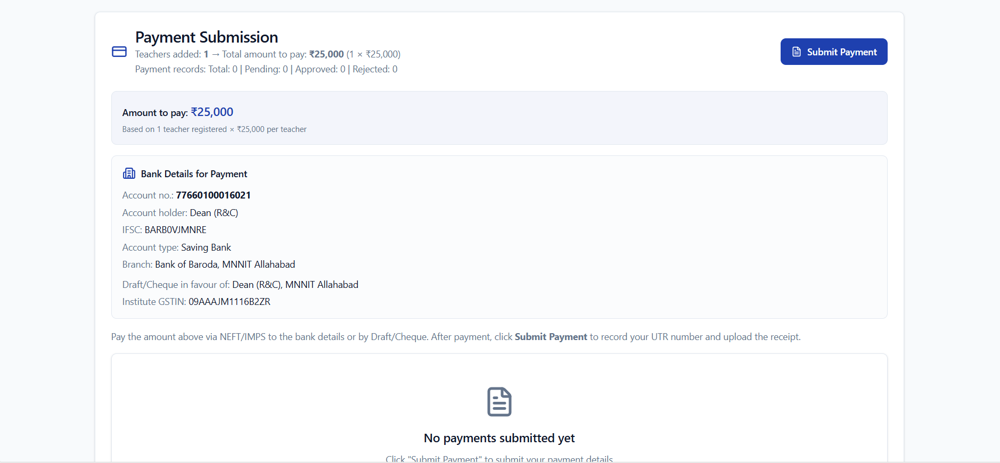 Payment Submission
Teachers added: 1 → Total amount to pay: ₹25,000 (1 × ₹25,000)
Payment records: Total: 0 | Pending: 0 | Approved: 0 | Rejected: 0
Submit Payment
Amount to pay: ₹25,000
Based on 1 teacher registered × ₹25,000 per teacher
Bank Details for Payment
Account no.: 77660100016021
Account holder: Dean (R&C)
IFSC: BARB0VJMNRE
Account type: Saving Bank
Branch: Bank of Baroda, MNNIT Allahabad
Draft/Cheque in favour of: Dean (R&C), MNNIT Allahabad
Institute GSTIN: 09AAAJM1116B2ZR
Pay the amount above via NEFT/IMPS to the bank details or by Draft/Cheque. After payment, click Submit Payment to record your UTR number and upload the receipt.
No payments submitted yet
Click "Submit Payment" to submit your payment details